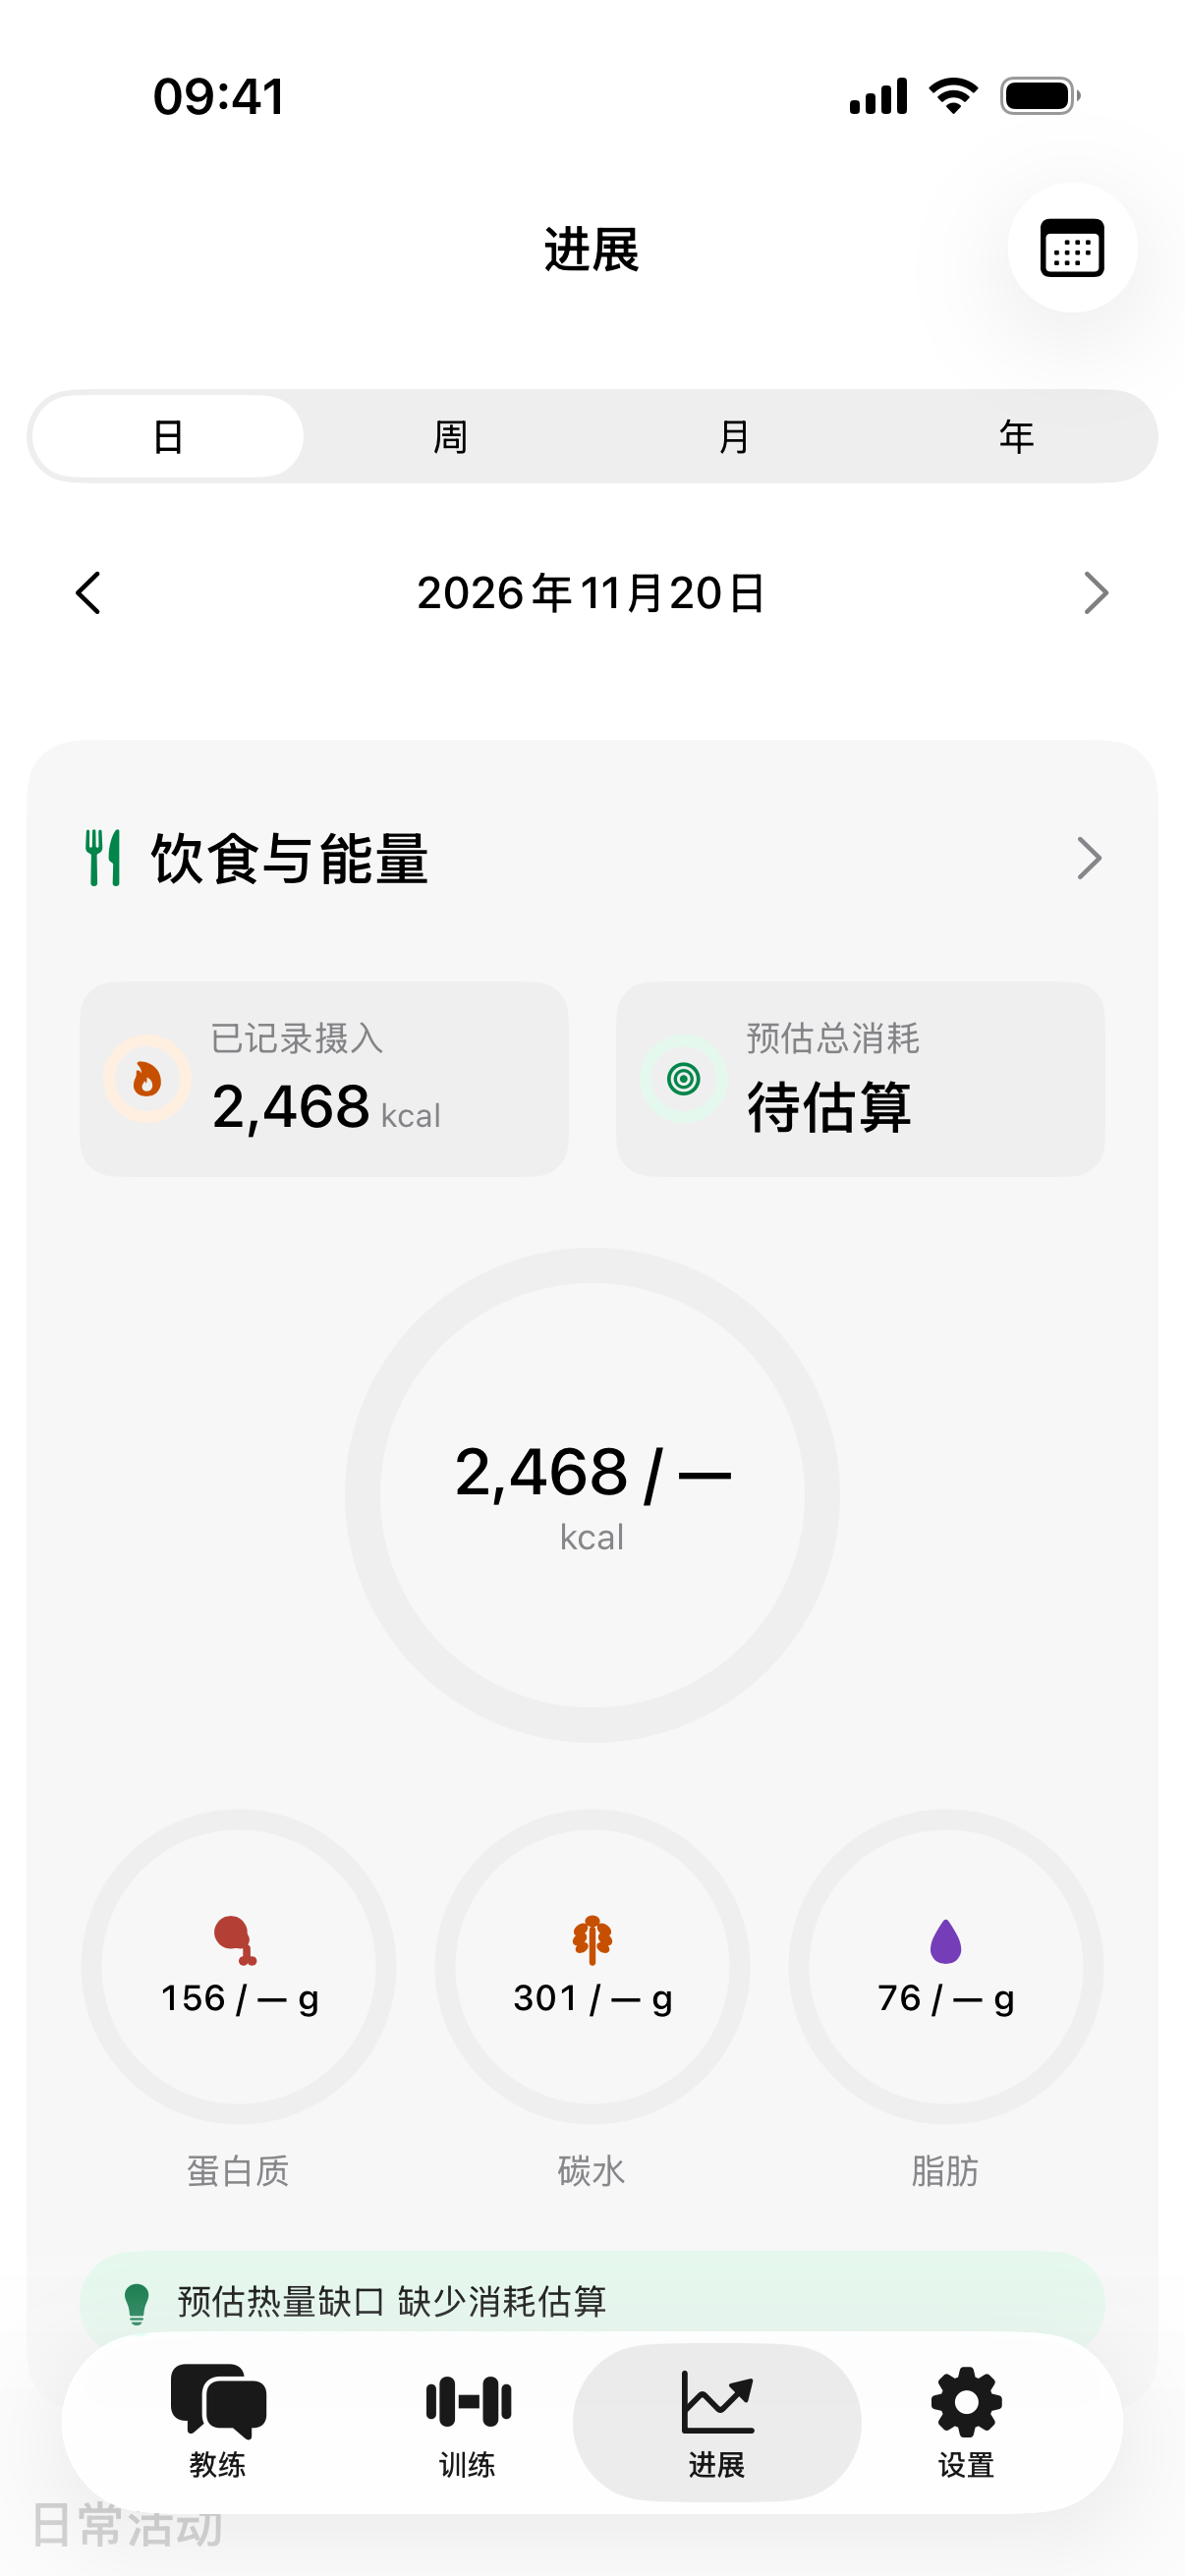 09:41
进展
日 周 月 年
2026年11月20日
饮食与能量
已记录摄入
2,468 kcal
预估总消耗
待估算
2,468 / —
kcal
156 / — g
301 / — g
76 / — g
蛋白质
碳水
脂肪
预估热量缺口 缺少消耗估算
教练
训练
进展
设置
日常活动